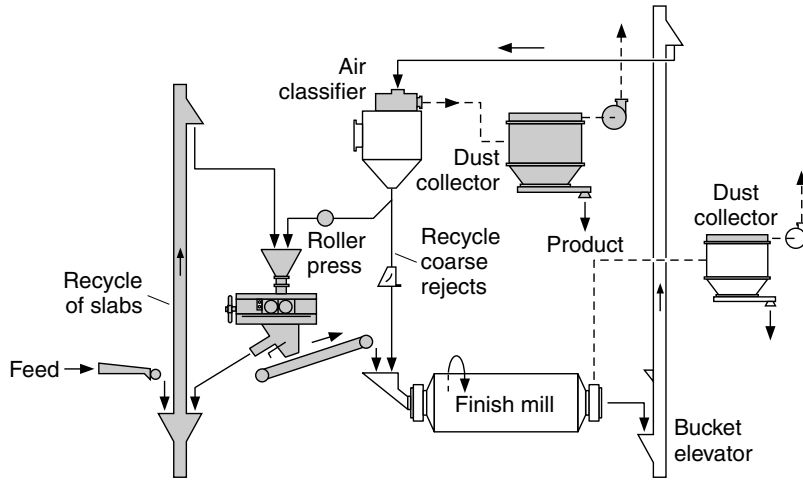 Air
classifier
Dust
collector
Product
Dust
collector
Roller
press
Recycle
coarse
rejects
Recycle
of slabs
Feed
Finish mill
Bucket
elevator